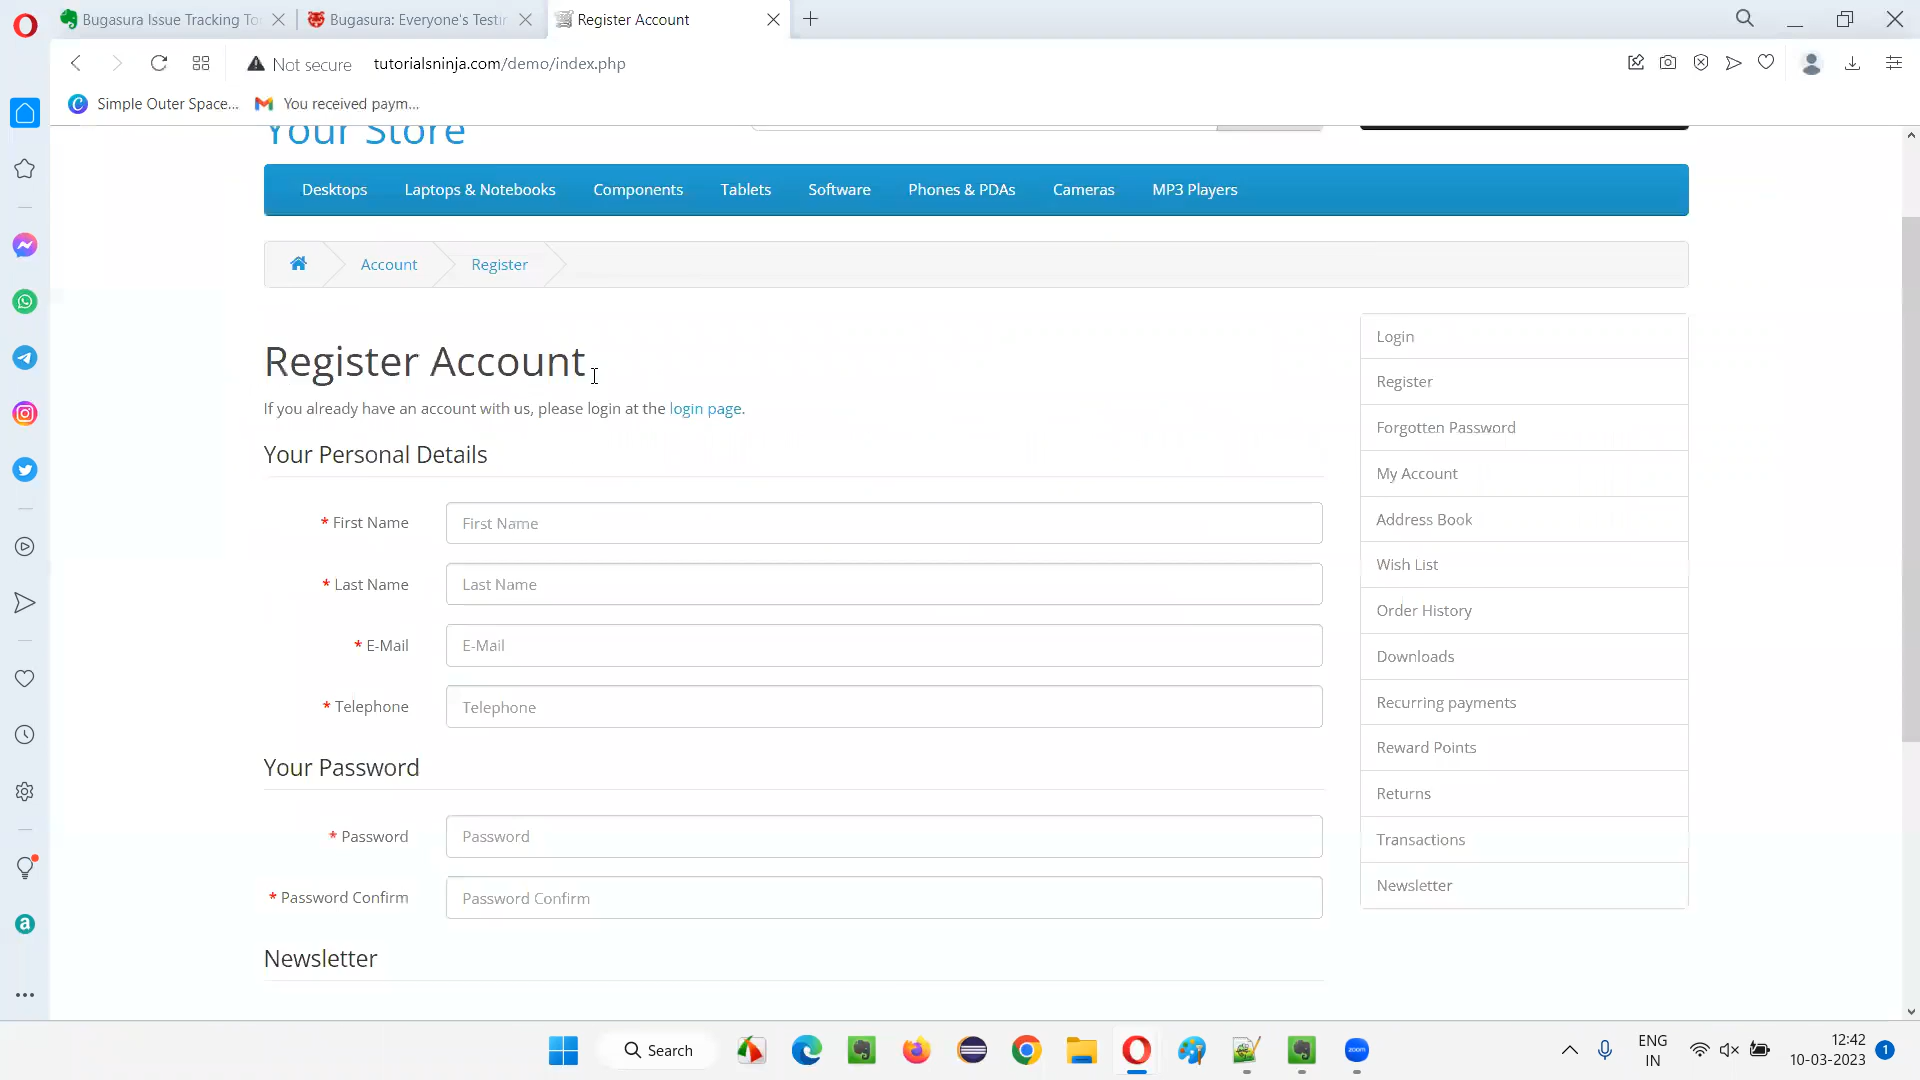 Bugasura Issue Tracking To
Bugasura: Everyone's Testin
Register Account
Not secure
tutorialsninja.com/demo/index.php
Simple Outer Space...
You received paym...
Your Store
Desktops
Laptops & Notebooks
Components
Tablets
Software
Phones & PDAs
Cameras
MP3 Players
Account
Register
Register Account
If you already have an account with us, please login at the login page.
Your Personal Details
* First Name
First Name
* Last Name
Last Name
* E-Mail
E-Mail
* Telephone
Telephone
Your Password
* Password
Password
* Password Confirm
Password Confirm
Newsletter
Login
Register
Forgotten Password
My Account
Address Book
Wish List
Order History
Downloads
Recurring payments
Reward Points
Returns
Transactions
Newsletter
Search
zoom
ENG
IN
12:42
10-03-2023
1